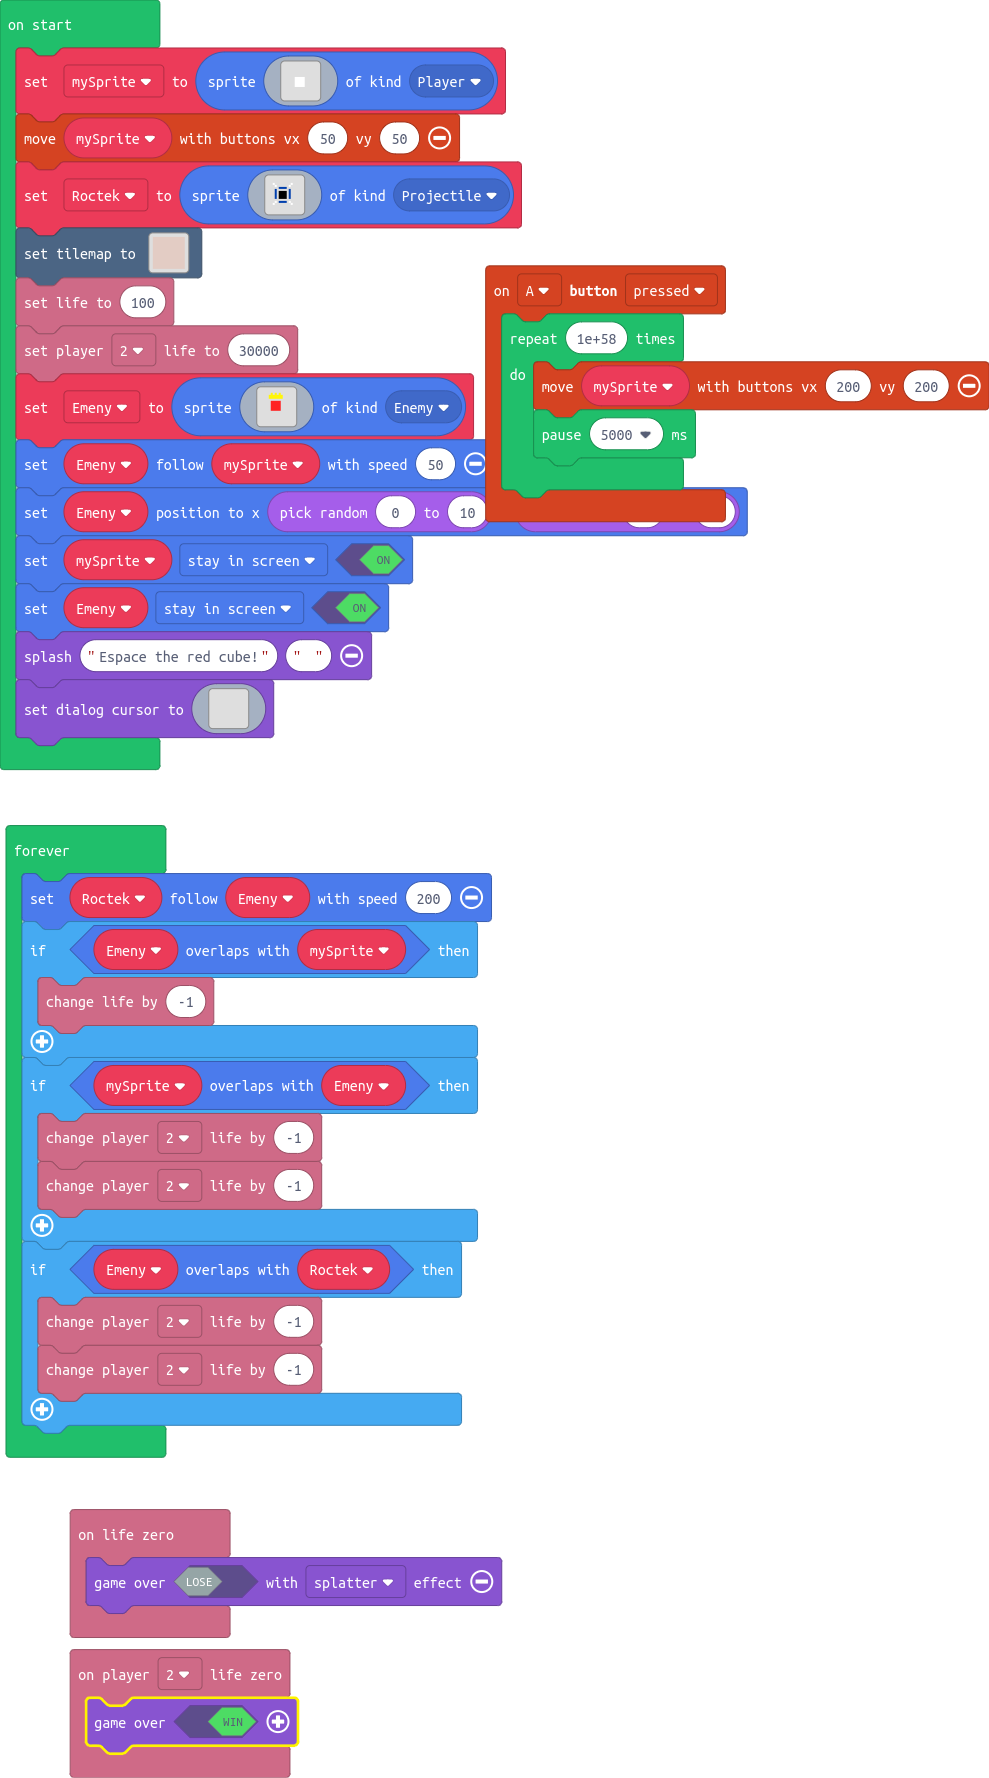 on start
set mySprite to sprite of kind Player
move mySprite with buttons vx 50 vy 50
set Roctek to sprite of kind Projectile
set tilemap to
set life to 100
set player 2 life to 30000
set Emeny to sprite of kind Enemy
set Emeny follow mySprite with speed 50
set Emeny position to x pick random 0 to 10
set mySprite stay in screen ON
set Emeny stay in screen ON
splash "Espace the red cube!" " "
set dialog cursor to
on A button pressed
repeat 1e+58 times
do move mySprite with buttons vx 200 vy 200
pause 5000 ms
forever
set Roctek follow Emeny with speed 200
if Emeny overlaps with mySprite then
change life by -1
if mySprite overlaps with Emeny then
change player 2 life by -1
change player 2 life by -1
if Emeny overlaps with Roctek then
change player 2 life by -1
change player 2 life by -1
on life zero
game over LOSE with splatter effect
on player 2 life zero
game over WIN